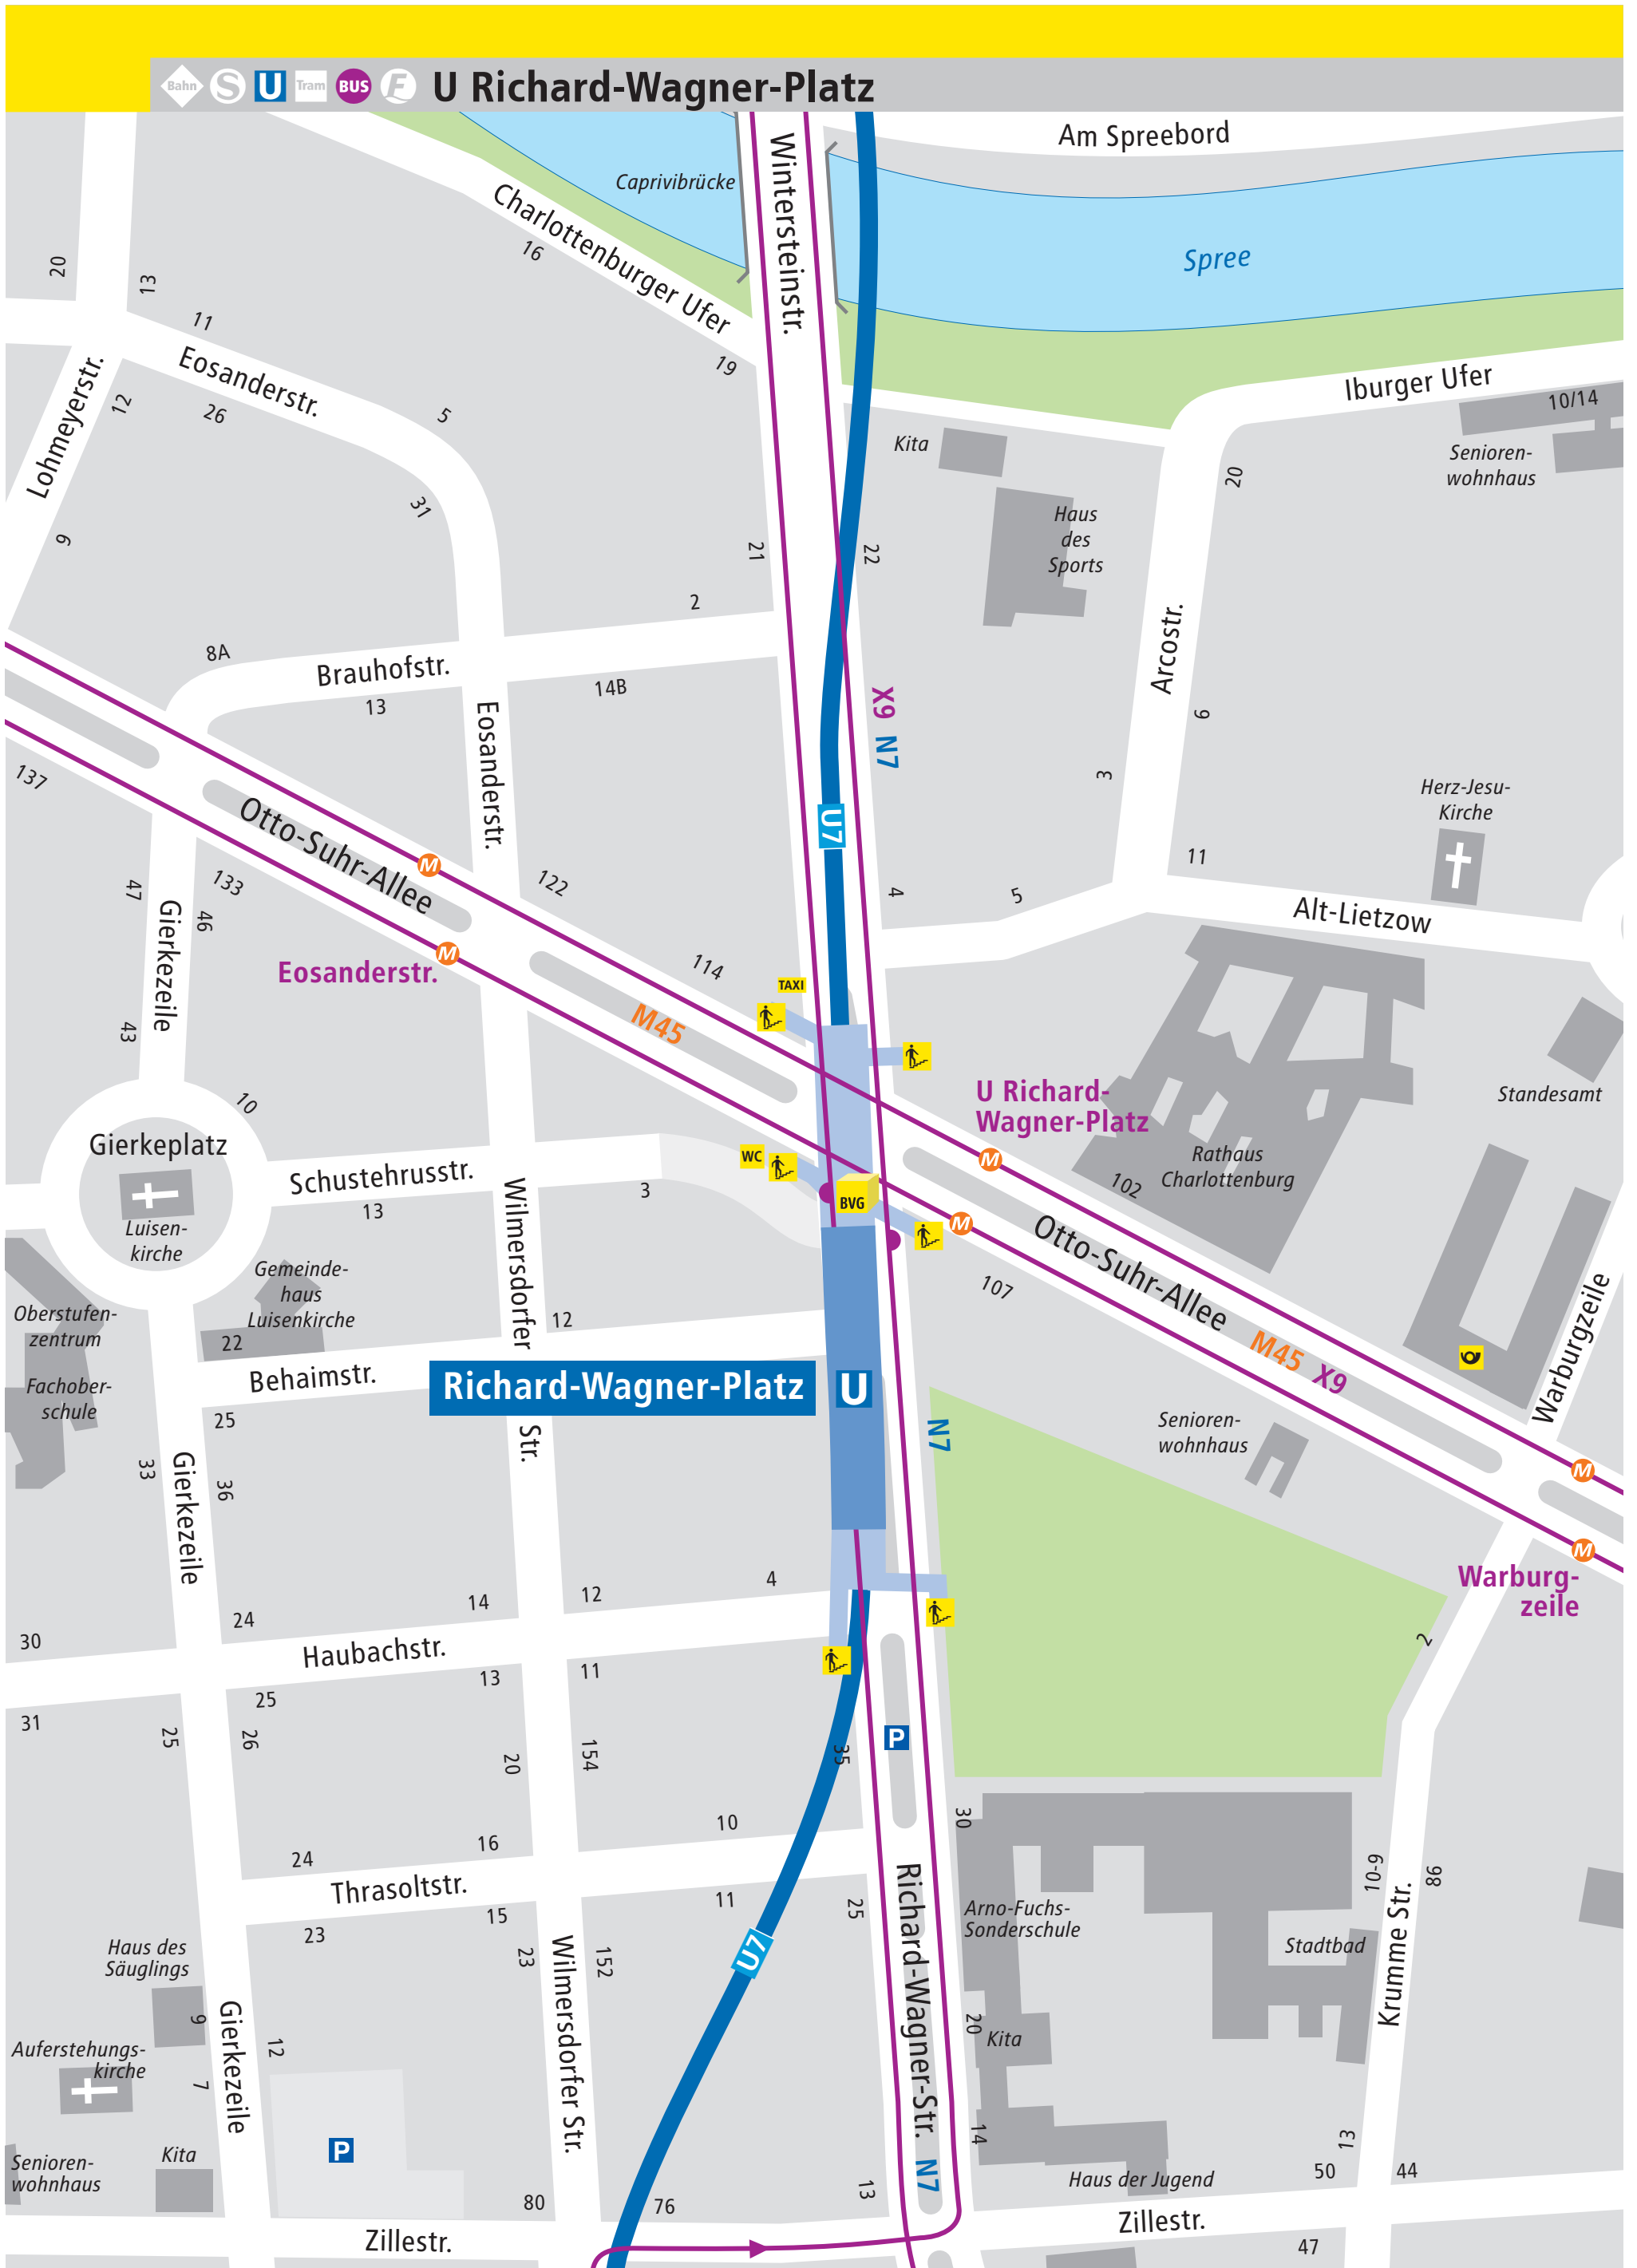 Bahn S U Tram BUS F U Richard-Wagner-Platz
Am Spreebord
Wintersteinstr.
Caprivibrücke
Charlottenburger Ufer
16
Spree
20
13
11
Eosanderstr.
19
Iburger Ufer
10/14
Lohmeyerstr.
12
26
5
Kita
Senioren-
wohnhaus
20
31
Haus
des
Sports
9
21
22
2
Arcostr.
8A
Brauhofstr.
13
14B
X9 N7
6
Eosanderstr.
137
3
Herz-Jesu-
Kirche
Otto-Suhr-Allee
U7
M
11
133
122
47
46
4
5
Alt-Lietzow
Gierkezeile
M
Eosanderstr.
114
TAXI
M45
43
U Richard-
Wagner-Platz
Standesamt
10
Gierkeplatz
WC
M
Rathaus
Charlottenburg
Schustehrusstr.
3
13
102
BVG
M
Luisen-
kirche
Wilmersdorfer
Str.
Otto-Suhr-Allee
Gemeinde-
haus
Luisenkirche
107
Oberstufen-
zentrum
22
12
M45 X9
Warburgzeile
Behaimstr.
Richard-Wagner-Platz
U
Fachober-
schule
25
N7
Senioren-
wohnhaus
33
36
Gierkezeile
M
M
Warburg-
zeile
4
12
14
24
30
Haubachstr.
2
13
11
25
31
25
26
20
154
35
P
10
30
16
24
Thrasoltstr.
11
25
15
23
10-9
86
Richard-Wagner-Str.
Arno-Fuchs-
Sonderschule
Stadtbad
Krumme Str.
Haus des
Säuglings
23
152
U7
Wilmersdorfer Str.
9
Gierkezeile
12
20
Kita
Auferstehungs-
kirche
7
14
13
P
N7
Kita
Senioren-
wohnhaus
Haus der Jugend
50
44
80
76
13
Zillestr.
Zillestr.
47